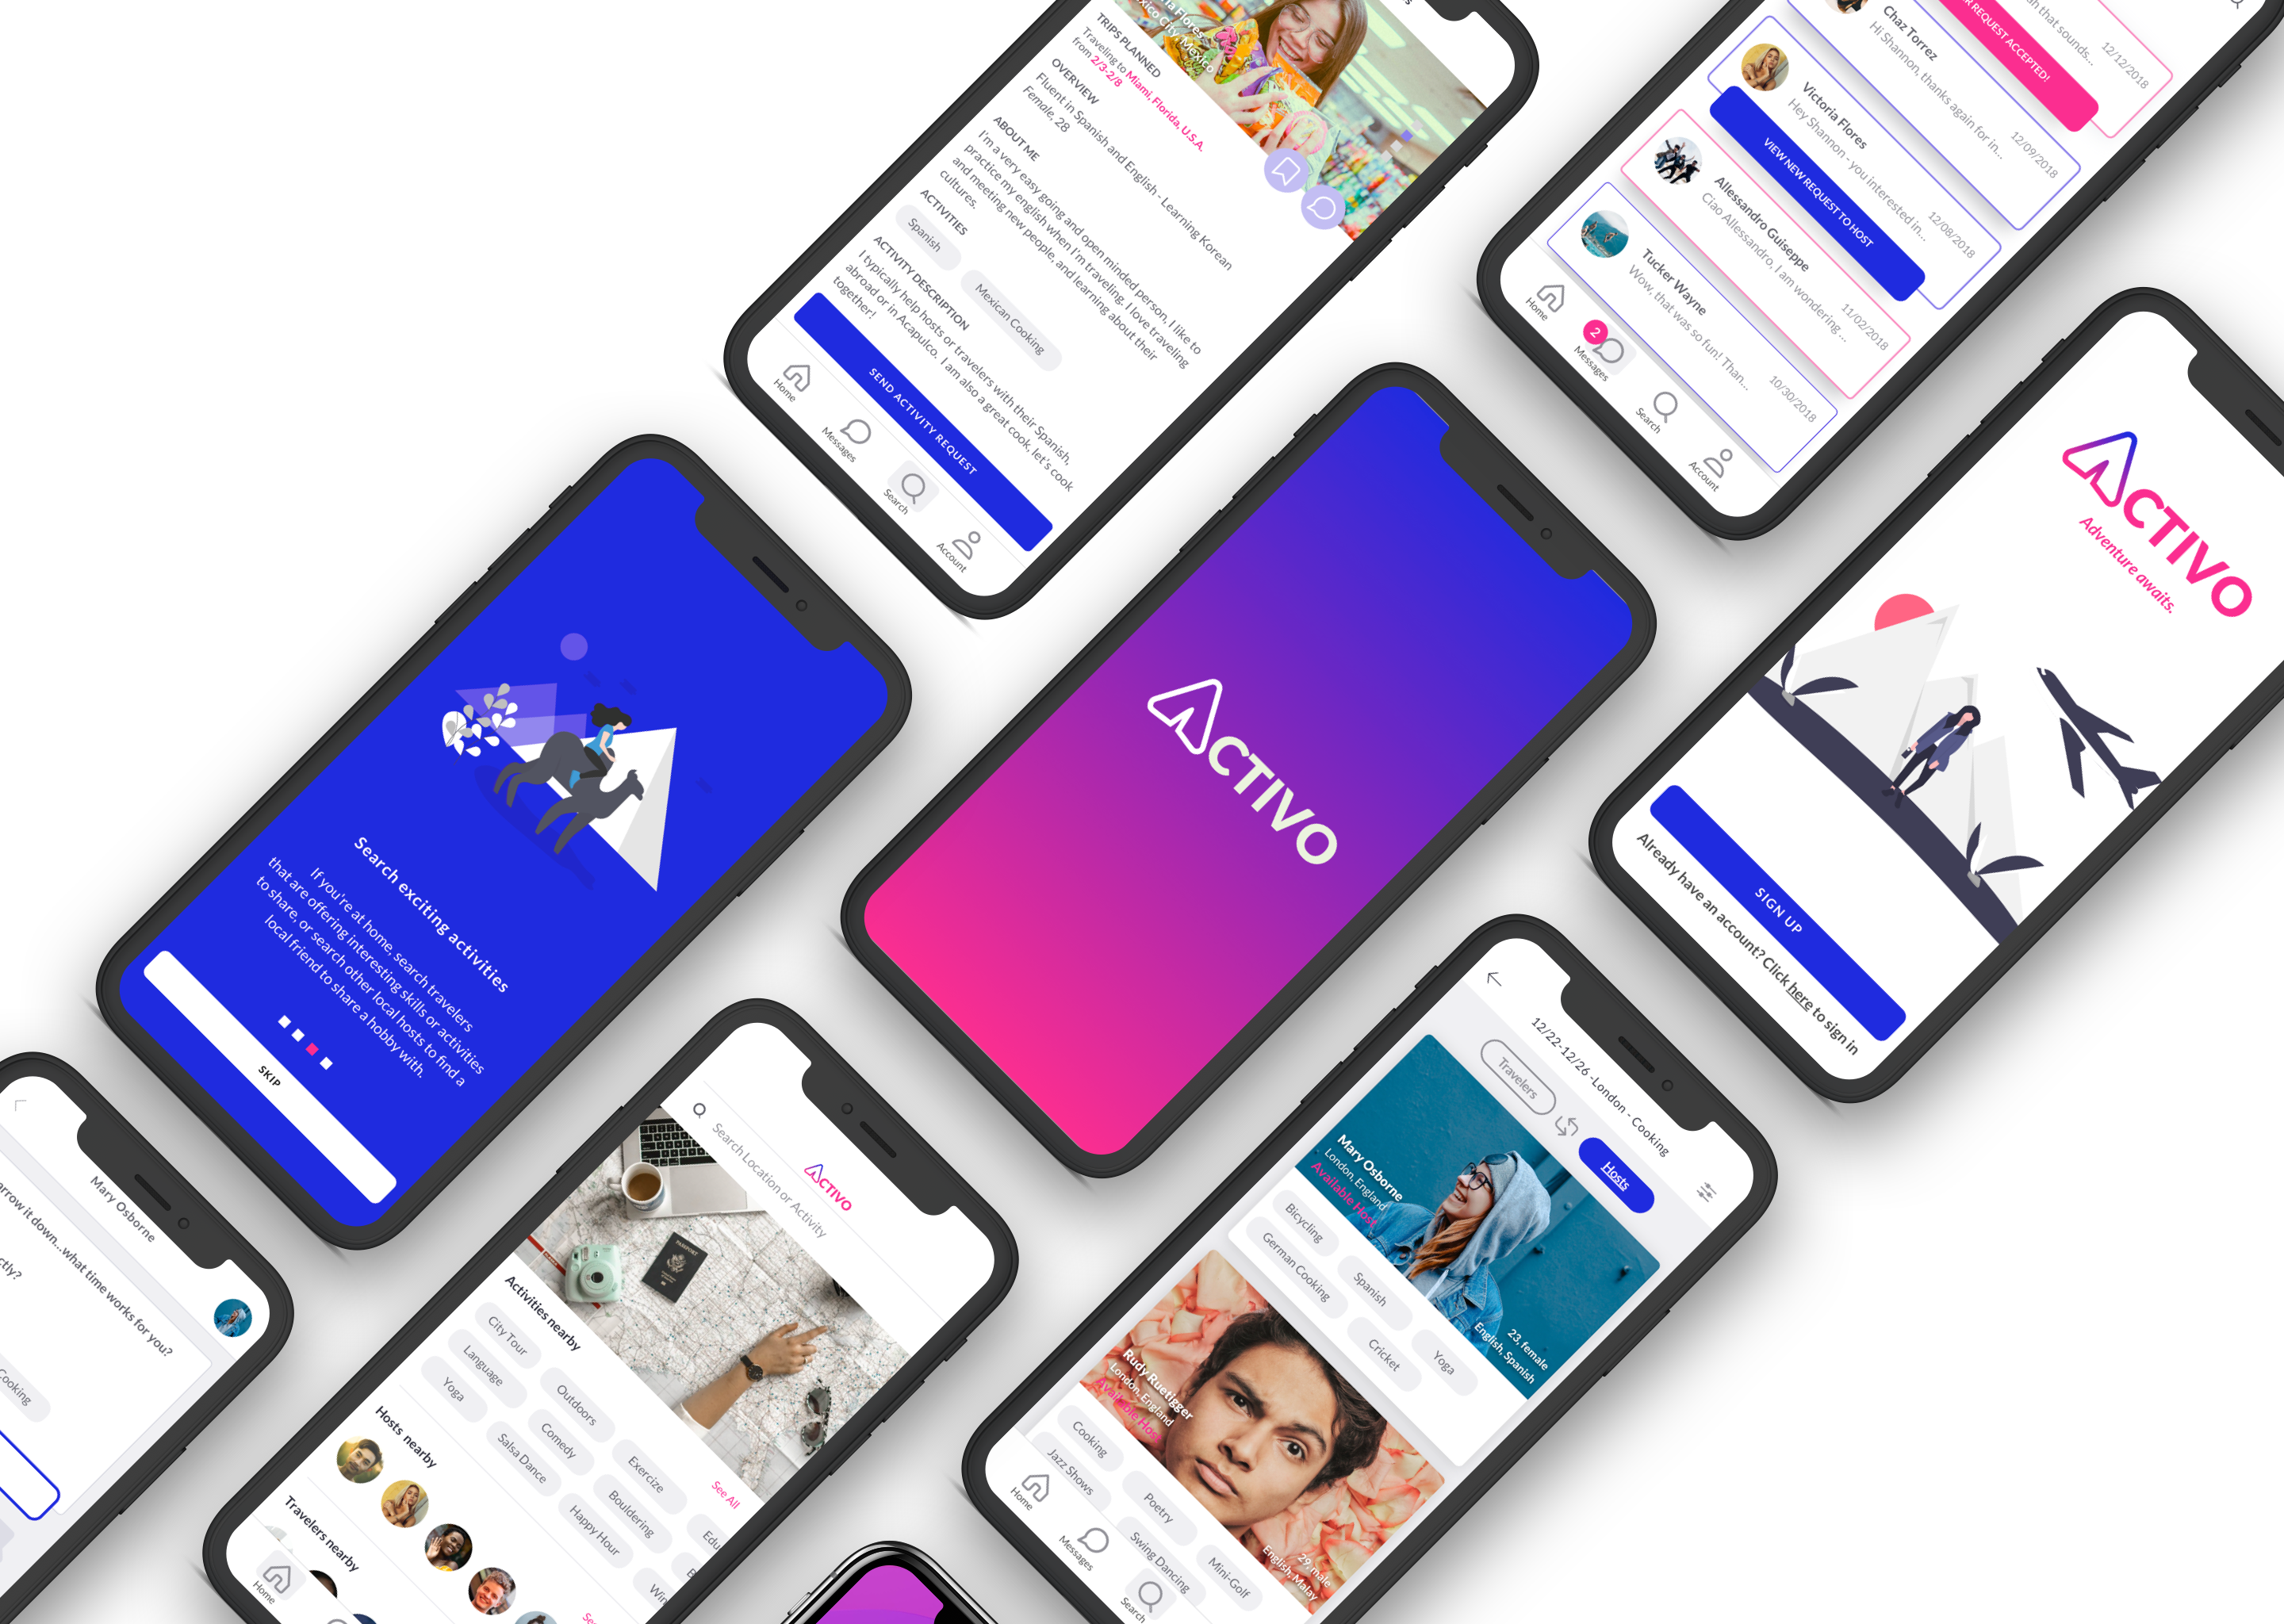 Mexico City, Mexico
TRIPS PLANNED
Traveling to Miami, Florida, U.S.A.
from 2/3-2/8
OVERVIEW
Fluent in Spanish and English - Learning Korean
Female, 28
ABOUT ME
I'm a very easy going and open minded person, I like to
practice my english when I'm traveling. I love traveling
and meeting new people, and learning about their
cultures.
ACTIVITIES
Spanish
Mexican Cooking
ACTIVITY DESCRIPTION
I typically help hosts or travelers with their Spanish,
abroad or in Acapulco. I am also a great cook, let's cook
together!
SEND ACTIVITY REQUEST
Home
Messages
Search
Account
ah that sounds...
12/12/2018
REQUEST ACCEPTED!
Chaz Torrez
Hi Shannon, thanks again for in...
12/09/2018
Victoria Flores
Hey Shannon - you interested in...
12/08/2018
VIEW NEW REQUEST TO HOST
Allessandro Guiseppe
Ciao Allessandro, I am wondering...
11/02/2018
Tucker Wayne
Wow, that was so fun! Than...
10/30/2018
Home
2
Messages
Search
Account
ACTIVO
Adventure awaits.
SIGN UP
Already have an account? Click here to sign in
Search exciting activities
If you're at home, search travelers
that are offering interesting skills or activities
to share, or search other local hosts to find a
local friend to share a hobby with.
SKIP
ACTIVO
Mary Osborne
arrow it down...what time works for you?
ctly?
Cooking
ACTIVO
Search Location or Activity
PASSPORT
Activities nearby
See All
City Tour
Outdoors
Exercize
Edu
Language
Comedy
Bouldering
B
Yoga
Salsa Dance
Happy Hour
Win
Hosts nearby
See
Travelers nearby
Home
12/22-12/26 -London - Cooking
Travelers
Hosts
Mary Osborne
London, England
Available Host
23, female
English, Spanish
Bicycling
Spanish
Yoga
German Cooking
Cricket
Rudy Ruetigger
London, England
Available Host
29, male
English, Malay
Cooking
Poetry
Mini-Golf
Jazz Shows
Swing Dancing
Home
Messages
Search